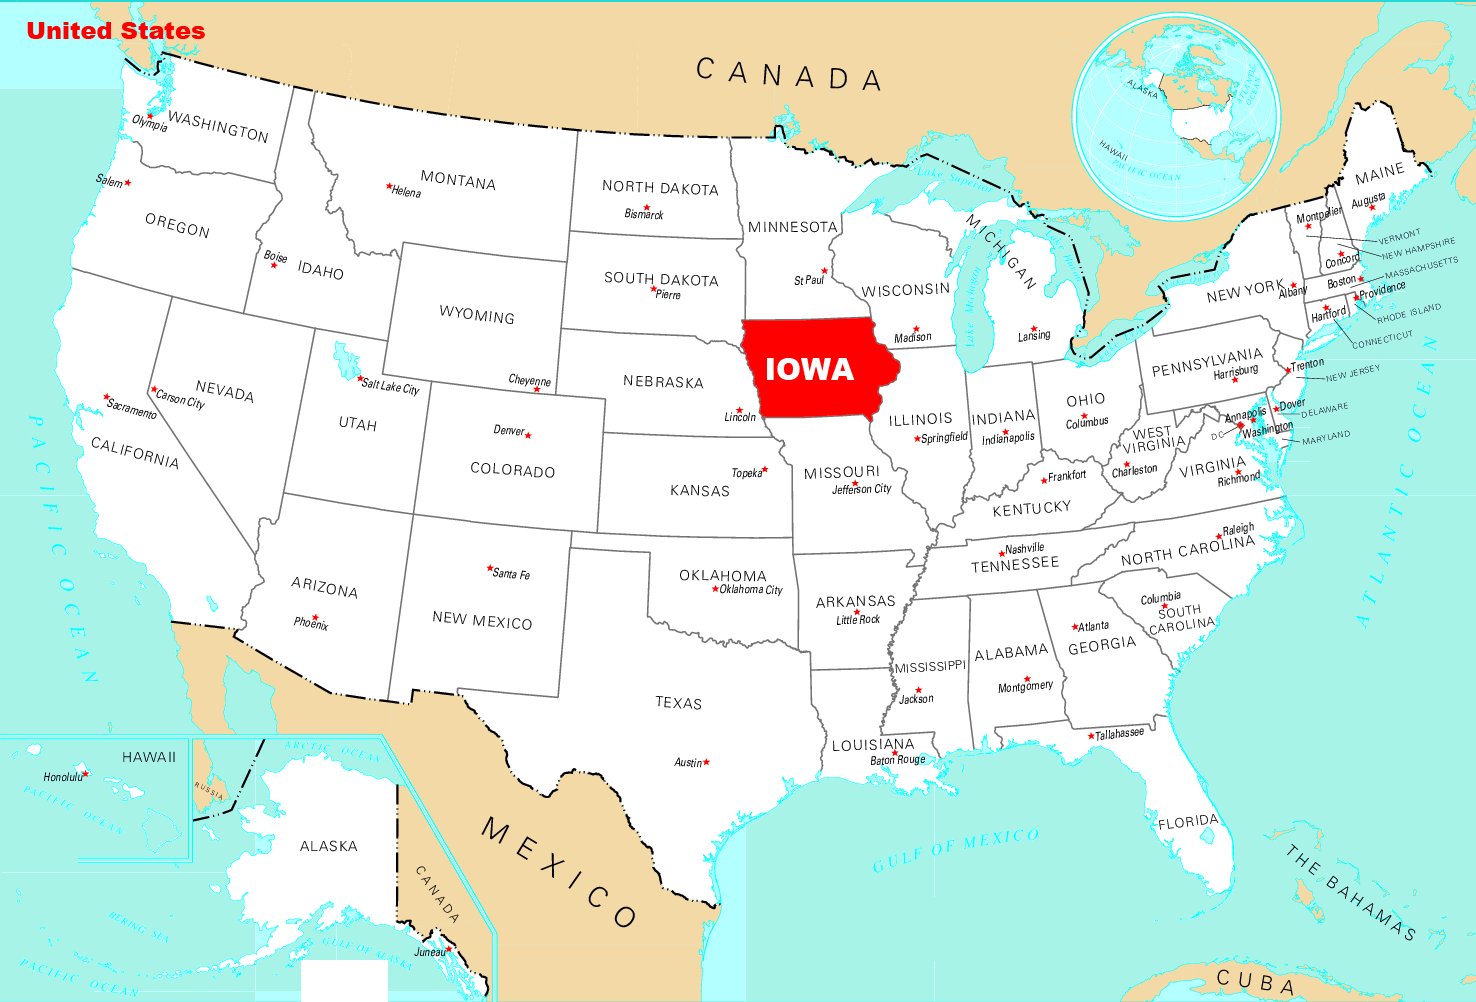 United States
CANADA
ALASKA
HAWAII
PACIFIC OCEAN
WASHINGTON
Olympia
Salem
OREGON
Boise
IDAHO
MONTANA
Helena
NORTH DAKOTA
Bismarck
MINNESOTA
St Paul
Lake Superior
MICHIGAN
Lansing
Lake Michigan
WISCONSIN
Madison
SOUTH DAKOTA
Pierre
WYOMING
Cheyenne
IOWA
NEBRASKA
Lincoln
NEVADA
Carson City
Sacramento
CALIFORNIA
Salt Lake City
UTAH
Denver
COLORADO
Topeka
KANSAS
MISSOURI
Jefferson City
ILLINOIS
Springfield
INDIANA
Indianapolis
OHIO
Columbus
PENNSYLVANIA
Harrisburg
NEW YORK
Albany
MAINE
Augusta
Montpelier
VERMONT
NEW HAMPSHIRE
Concord
MASSACHUSETTS
Boston
Providence
RHODE ISLAND
Hartford
CONNECTICUT
Trenton
NEW JERSEY
Dover
DELAWARE
Annapolis
Washington
DC
MARYLAND
WEST
VIRGINIA
Charleston
VIRGINIA
Richmond
Frankfort
KENTUCKY
Nashville
TENNESSEE
Raleigh
NORTH CAROLINA
Columbia
SOUTH
CAROLINA
Atlanta
GEORGIA
ALABAMA
Montgomery
MISSISSIPPI
Jackson
ARKANSAS
Little Rock
OKLAHOMA
Oklahoma City
Santa Fe
NEW MEXICO
ARIZONA
Phoenix
TEXAS
Austin
LOUISIANA
Baton Rouge
Tallahassee
FLORIDA
PACIFIC OCEAN
ATLANTIC OCEAN
GULF OF MEXICO
MEXICO
THE BAHAMAS
CUBA
HAWAII
Honolulu
PACIFIC OCEAN
RUSSIA
ARCTIC OCEAN
ALASKA
CANADA
Juneau
BERING SEA
GULF OF ALASKA
PACIFIC OCEAN